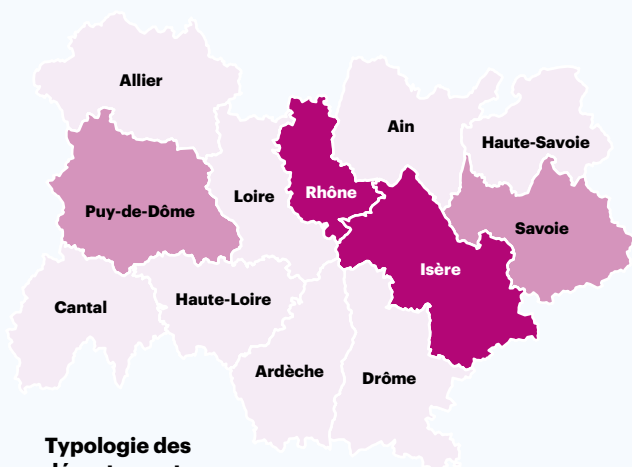 Allier
Ain
Haute-Savoie
Rhône
Loire
Puy-de-Dôme
Savoie
Isère
Haute-Loire
Cantal
Ardèche
Drôme
Typologie des